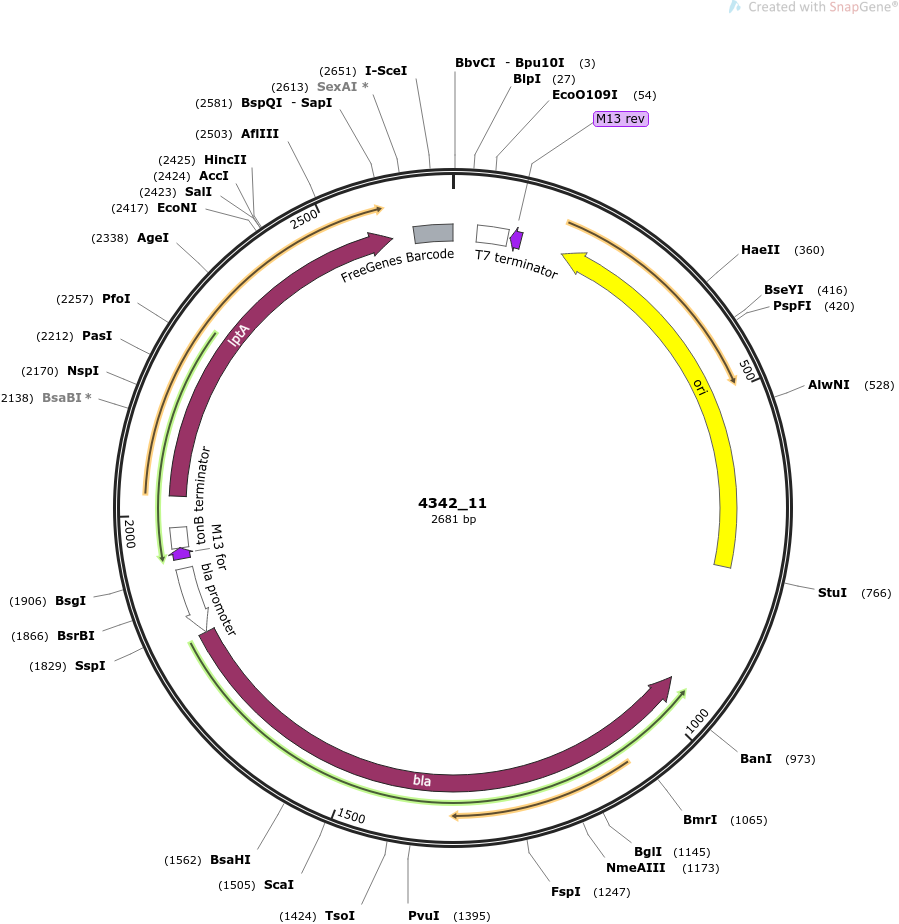 Created with SnapGene®
BbvCI - Bpu10I (3)
BlpI (27)
EcoO109I (54)
M13 rev
HaeII (360)
BseYI (416)
PspFI (420)
500
AlwNI (528)
StuI (766)
1000
BanI (973)
BmrI (1065)
BglI (1145)
NmeAIII (1173)
FspI (1247)
PvuI (1395)
(1424) TsoI
(1505) ScaI
1500
(1562) BsaHI
(1829) SspI
(1866) BsrBI
(1906) BsgI
2000
2138) BsaBI *
(2170) NspI
(2212) PasI
(2257) PfoI
(2338) AgeI
(2417) EcoNI
(2423) SalI
(2424) AccI
(2425) HincII
2500
(2503) AflIII
(2581) BspQI - SapI
(2613) SexAI *
(2651) I-SceI
FreeGenes Barcode
T7 terminator
ori
lptA
tonB terminator
M13 for
bla promoter
bla
4342_11
2681 bp